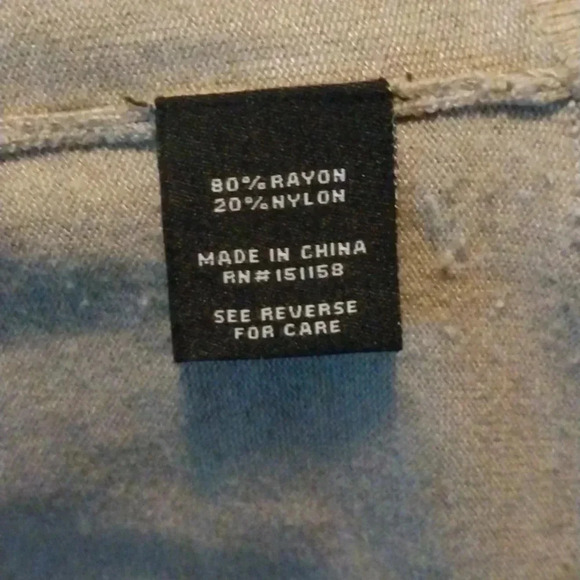 80% RAYON
20% NYLON
MADE IN CHINA
RN#151158
SEE REVERSE
FOR CARE